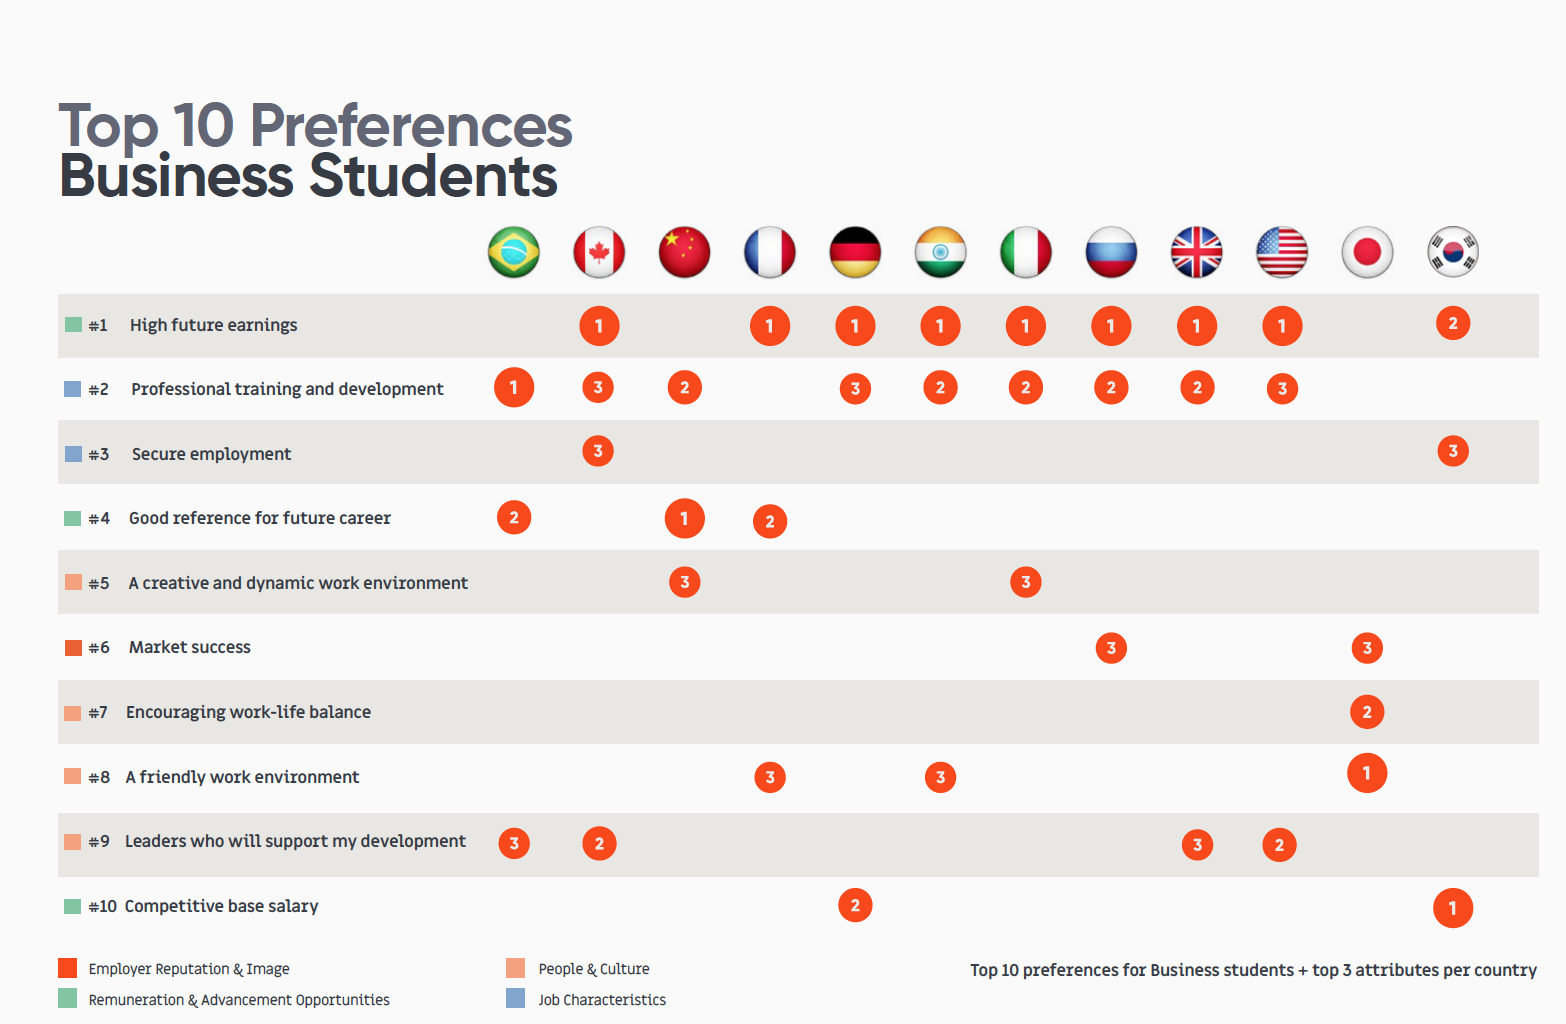 Top 10 Preferences
Business Students
#1 High future earnings 1 1 1 1 1 1 1 1 2
#2 Professional training and development 1 3 2 3 2 2 2 2 3
#3 Secure employment 3 3
#4 Good reference for future career 2 1 2
#5 A creative and dynamic work environment 3 3
#6 Market success 3 3
#7 Encouraging work-life balance 2
#8 A friendly work environment 3 3 1
#9 Leaders who will support my development 3 2 3 2
#10 Competitive base salary 2 1
Employer Reputation & Image People & Culture
Top 10 preferences for Business students + top 3 attributes per country
Remuneration & Advancement Opportunities Job Characteristics